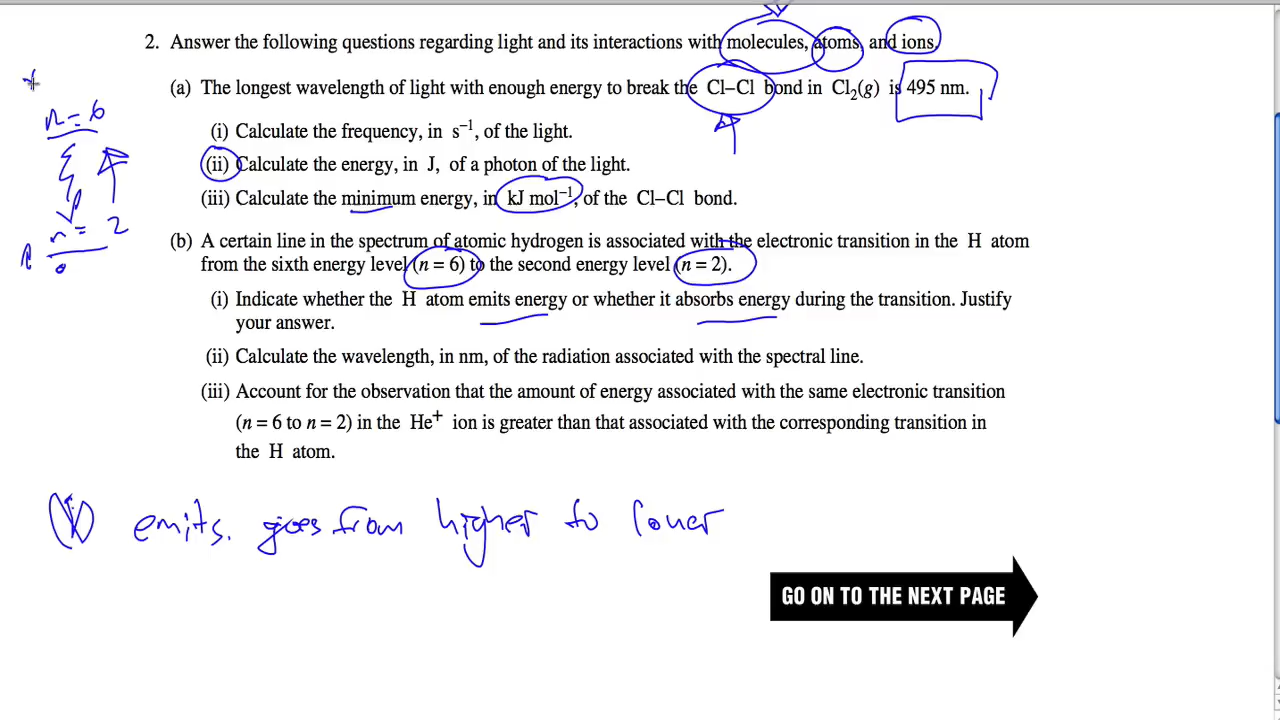 2. Answer the following questions regarding light and its interactions with molecules, atoms, and ions.
(a) The longest wavelength of light with enough energy to break the Cl–Cl bond in Cl₂(g) is 495 nm.
n = 6
(i) Calculate the frequency, in s⁻¹, of the light.
(ii) Calculate the energy, in J, of a photon of the light.
(iii) Calculate the minimum energy, in kJ mol⁻¹, of the Cl–Cl bond.
n = 2
(b) A certain line in the spectrum of atomic hydrogen is associated with the electronic transition in the H atom
from the sixth energy level (n = 6) to the second energy level (n = 2).
(i) Indicate whether the H atom emits energy or whether it absorbs energy during the transition. Justify
your answer.
(ii) Calculate the wavelength, in nm, of the radiation associated with the spectral line.
(iii) Account for the observation that the amount of energy associated with the same electronic transition
(n = 6 to n = 2) in the He⁺ ion is greater than that associated with the corresponding transition in
the H atom.
(i) emits. goes from higher to lower
GO ON TO THE NEXT PAGE